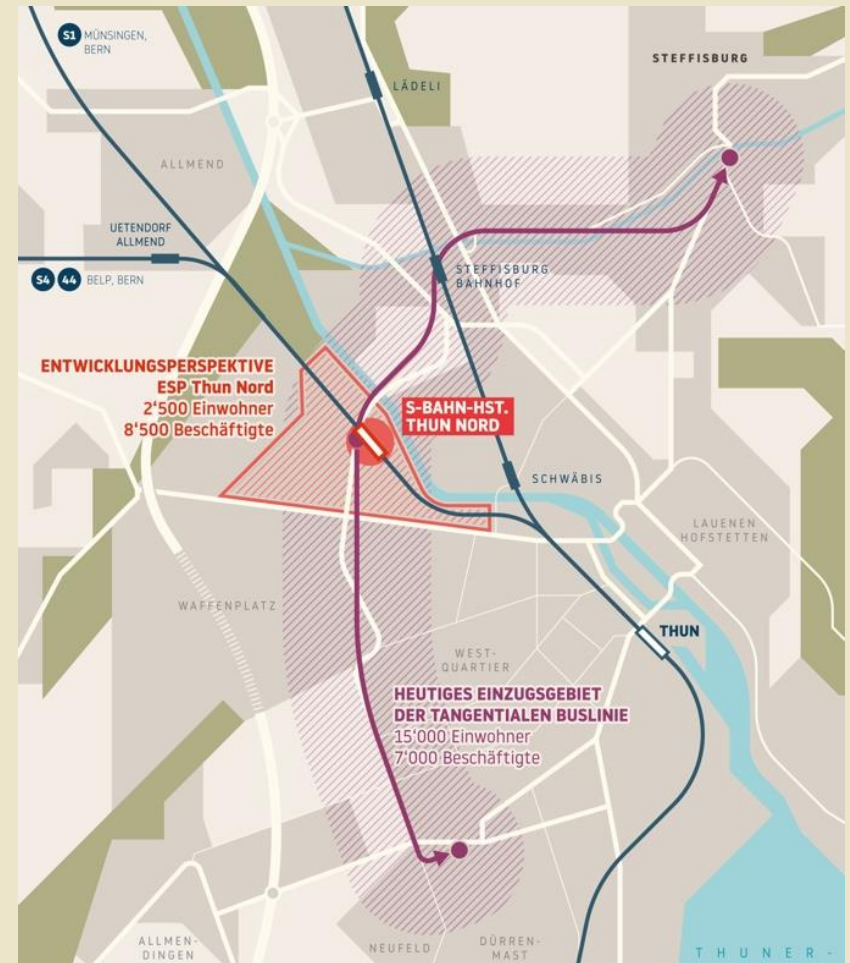 S1 MÜNSINGEN,
BERN
STEFFISBURG
LÄDELI
ALLMEND
UETENDORF
ALLMEND
S4 44 BELP, BERN
STEFFISBURG
BAHNHOF
ENTWICKLUNGSPERSPEKTIVE
ESP Thun Nord
2'500 Einwohner
8'500 Beschäftigte
S-BAHN-HST.
THUN NORD
SCHWÄBIS
LAUENEN
HOFSTETTEN
WAFFENPLATZ
THUN
WEST-
QUARTIER
HEUTIGES EINZUGSGEBIET
DER TANGENTIALEN BUSLINIE
15'000 Einwohner
7'000 Beschäftigte
ALLMEN-
DINGEN
NEUFELD
DÜRREN-
MAST
THUNER-